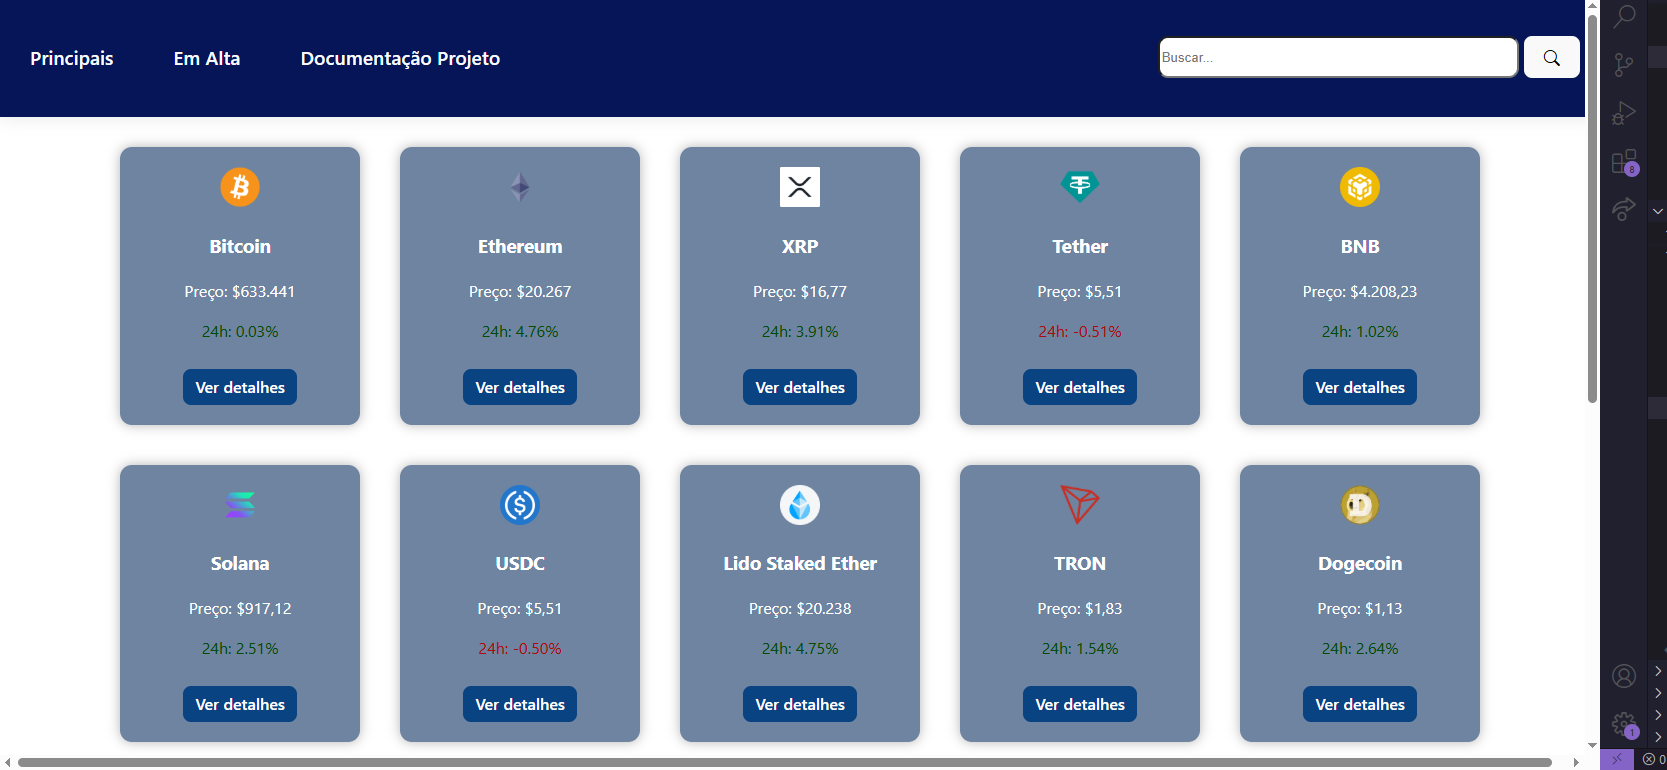 Principais Em Alta Documentação Projeto Buscar...
8
Bitcoin Ethereum XRP Tether BNB
Preço: $633.441 Preço: $20.267 Preço: $16,77 Preço: $5,51 Preço: $4.208,23
24h: 0.03% 24h: 4.76% 24h: 3.91% 24h: -0.51% 24h: 1.02%
Ver detalhes Ver detalhes Ver detalhes Ver detalhes Ver detalhes
Solana USDC Lido Staked Ether TRON Dogecoin
Preço: $917,12 Preço: $5,51 Preço: $20.238 Preço: $1,83 Preço: $1,13
24h: 2.51% 24h: -0.50% 24h: 4.75% 24h: 1.54% 24h: 2.64%
Ver detalhes Ver detalhes Ver detalhes Ver detalhes Ver detalhes
1
0